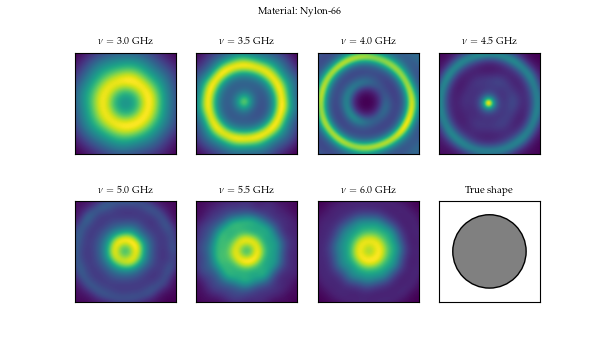 Material: Nylon-66
ν = 3.0 GHz
ν = 3.5 GHz
ν = 4.0 GHz
ν = 4.5 GHz
ν = 5.0 GHz
ν = 5.5 GHz
ν = 6.0 GHz
True shape